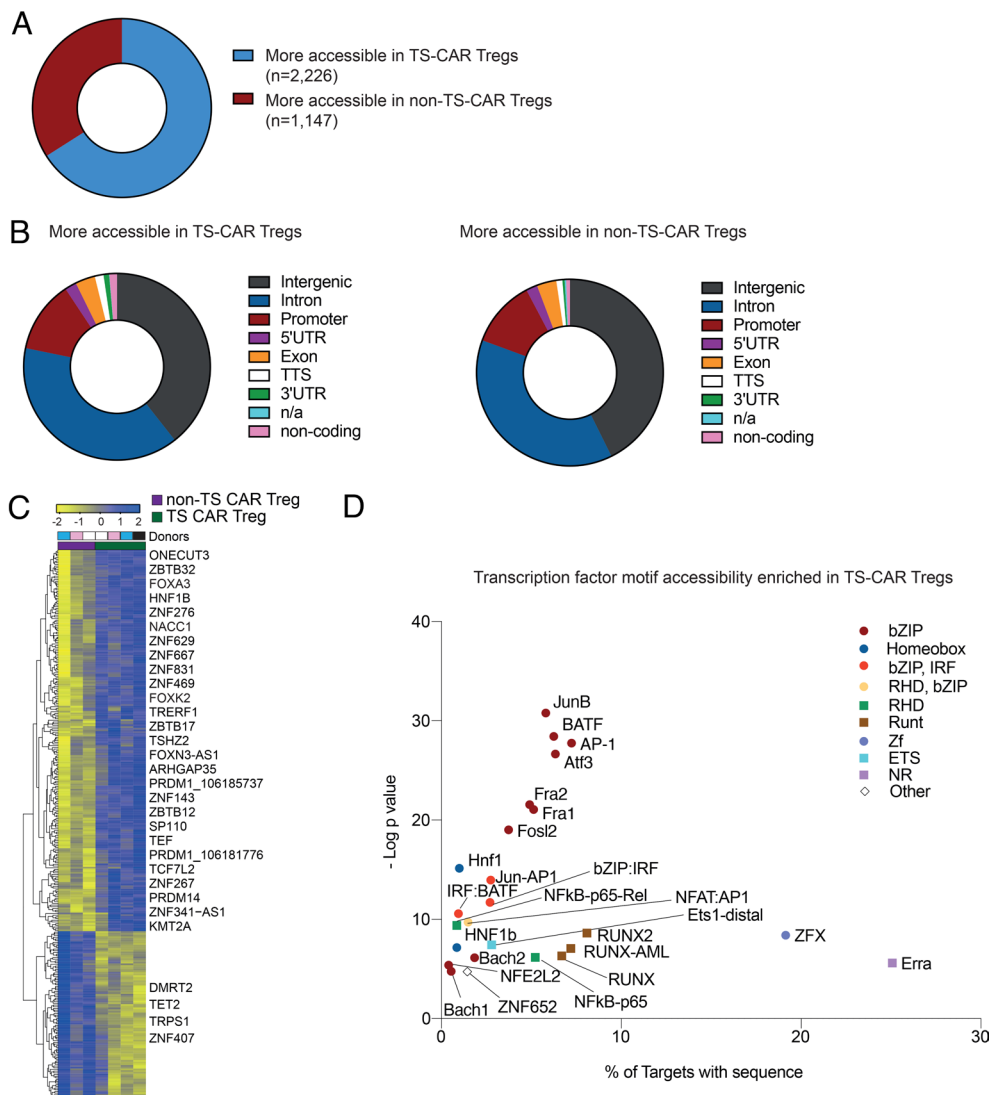 A
More accessible in TS-CAR Tregs
(n=2,226)
More accessible in non-TS-CAR Tregs
(n=1,147)
B
More accessible in TS-CAR Tregs
Intergenic
Intron
Promoter
5'UTR
Exon
TTS
3'UTR
n/a
non-coding
More accessible in non-TS-CAR Tregs
Intergenic
Intron
Promoter
5'UTR
Exon
TTS
3'UTR
n/a
non-coding
C
-2 -1 0 1 2
non-TS CAR Treg
TS CAR Treg
Donors
ONECUT3
ZBTB32
FOXA3
HNF1B
ZNF276
NACC1
ZNF629
ZNF667
ZNF831
ZNF469
FOXK2
TRERF1
ZBTB17
TSHZ2
FOXN3-AS1
ARHGAP35
PRDM1_106185737
ZNF143
ZBTB12
SP110
TEF
PRDM1_106181776
TCF7L2
ZNF267
PRDM14
ZNF341-AS1
KMT2A
DMRT2
TET2
TRPS1
ZNF407
D
Transcription factor motif accessibility enriched in TS-CAR Tregs
- Log p value
40
30
20
10
0
0 10 20 30
% of Targets with sequence
JunB
BATF
AP-1
Atf3
Fra2
Fra1
Fosl2
Hnf1
Jun-AP1
bZIP:IRF
IRF:BATF
NFkB-p65-Rel
NFAT:AP1
Ets1-distal
HNF1b
RUNX2
RUNX-AML
Bach2
NFE2L2
RUNX
NFkB-p65
Bach1
ZNF652
ZFX
Erra
bZIP
Homeobox
bZIP, IRF
RHD, bZIP
RHD
Runt
Zf
ETS
NR
Other